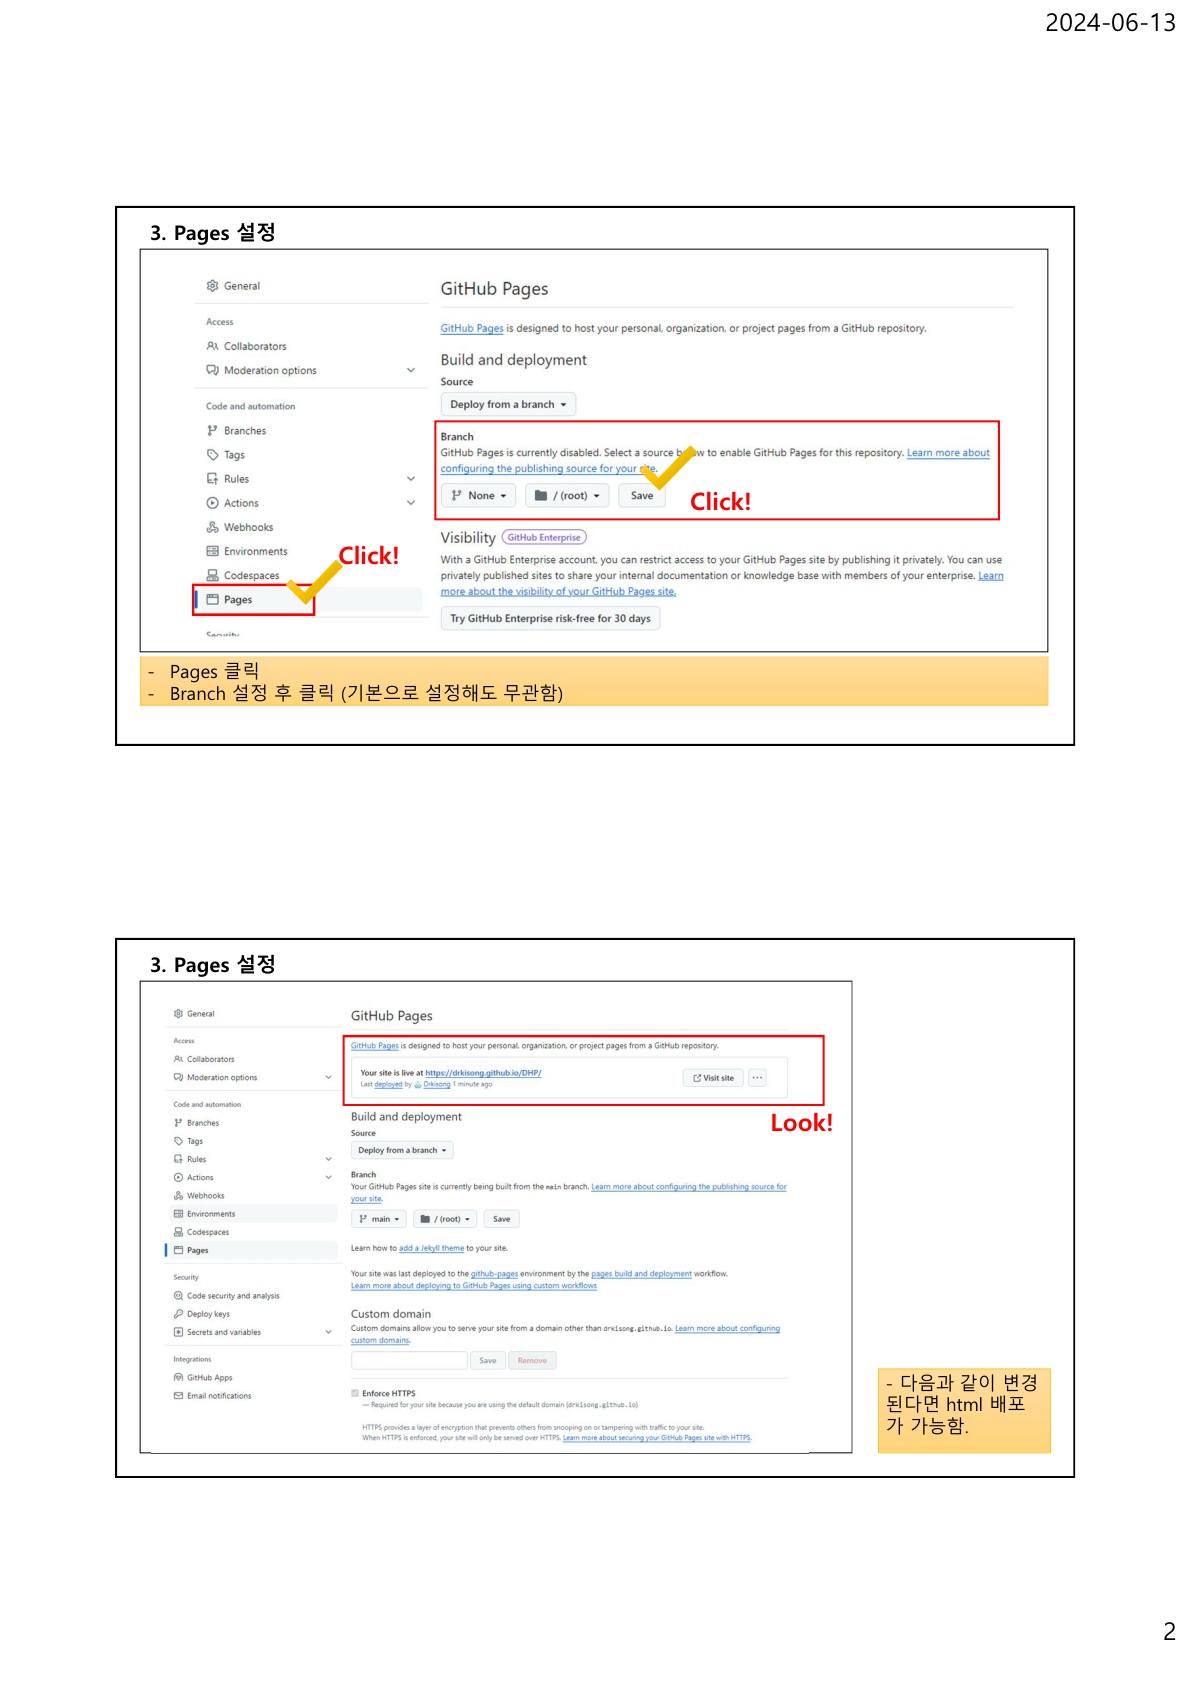 2024-06-13
3. Pages 설정
General
Access
Collaborators
Moderation options
Code and automation
Branches
Tags
Rules
Actions
Webhooks
Environments
Codespaces
Pages
Security
Click!
GitHub Pages
GitHub Pages is designed to host your personal, organization, or project pages from a GitHub repository.
Build and deployment
Source
Deploy from a branch
Branch
GitHub Pages is currently disabled. Select a source below to enable GitHub Pages for this repository. Learn more about
configuring the publishing source for your site.
None / (root) Save
Click!
Visibility GitHub Enterprise
With a GitHub Enterprise account, you can restrict access to your GitHub Pages site by publishing it privately. You can use
privately published sites to share your internal documentation or knowledge base with members of your enterprise. Learn
more about the visibility of your GitHub Pages site.
Try GitHub Enterprise risk-free for 30 days
- Pages 클릭
- Branch 설정 후 클릭 (기본으로 설정해도 무관함)
3. Pages 설정
General
Access
Collaborators
Moderation options
Code and automation
Branches
Tags
Rules
Actions
Webhooks
Environments
Codespaces
Pages
Security
Code security and analysis
Deploy keys
Secrets and variables
Integrations
GitHub Apps
Email notifications
GitHub Pages
GitHub Pages is designed to host your personal, organization, or project pages from a GitHub repository.
Your site is live at https://drkisong.github.io/DHP/
Last deployed by Drkisong 1 minute ago
Visit site ...
Look!
Build and deployment
Source
Deploy from a branch
Branch
Your GitHub Pages site is currently being built from the main branch. Learn more about configuring the publishing source for
your site.
main / (root) Save
Learn how to add a Jekyll theme to your site.
Your site was last deployed to the github-pages environment by the pages build and deployment workflow.
Learn more about deploying to GitHub Pages using custom workflows
Custom domain
Custom domains allow you to serve your site from a domain other than drkisong.github.io. Learn more about configuring
custom domains.
Save Remove
Enforce HTTPS
— Required for your site because you are using the default domain (drkisong.github.io)
HTTPS provides a layer of encryption that prevents others from snooping on or tampering with traffic to your site.
When HTTPS is enforced, your site will only be served over HTTPS. Learn more about securing your GitHub Pages site with HTTPS.
- 다음과 같이 변경
된다면 html 배포
가 가능함.
2